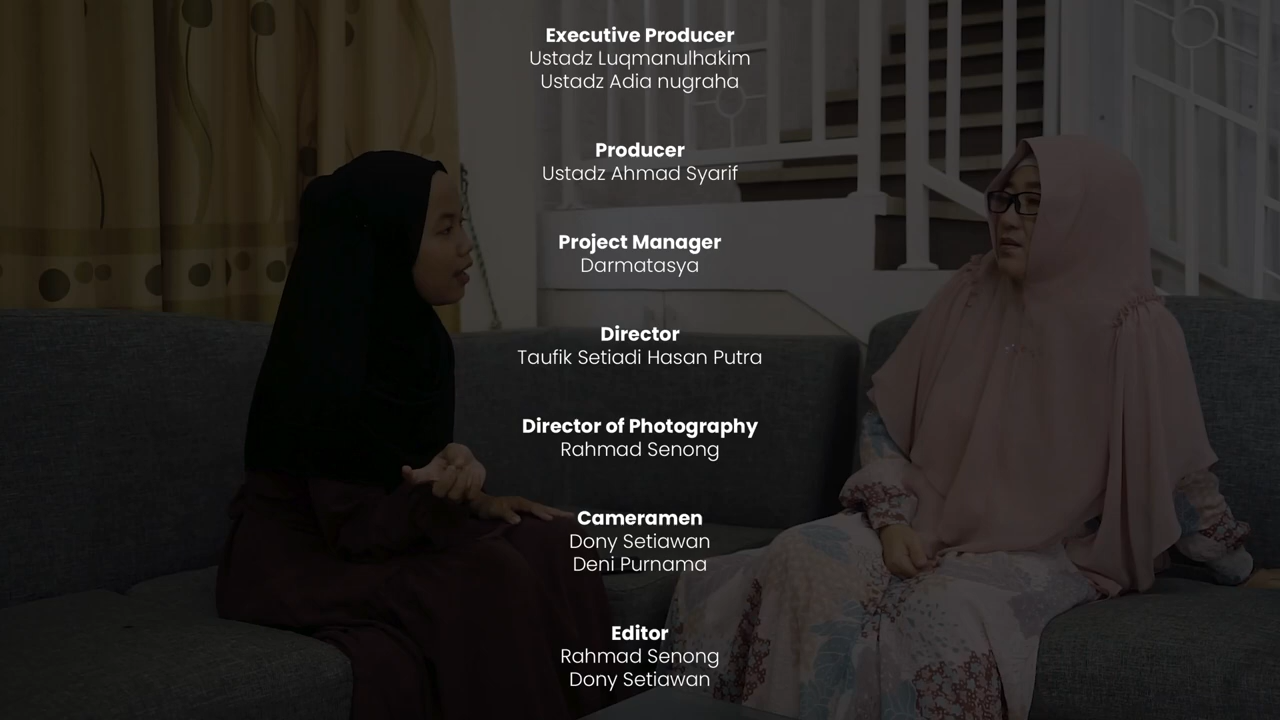 Executive Producer
Ustadz Luqmanulhakim
Ustadz Adia nugraha
Producer
Ustadz Ahmad Syarif
Project Manager
Darmatasya
Director
Taufik Setiadi Hasan Putra
Director of Photography
Rahmad Senong
Cameramen
Dony Setiawan
Deni Purnama
Editor
Rahmad Senong
Dony Setiawan